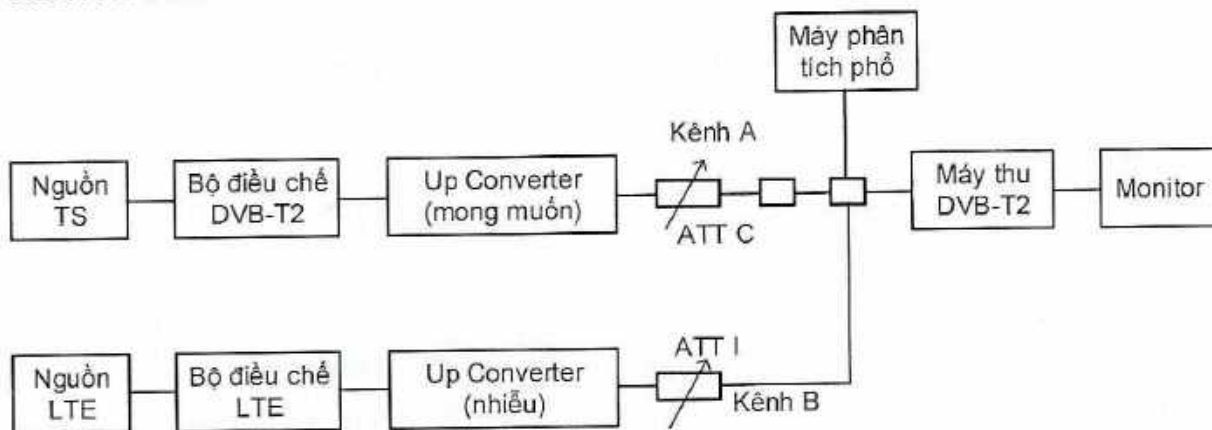 Máy phân
tích phổ
Kênh A
Nguồn
TS
Bộ điều chế
DVB-T2
Up Converter
(mong muốn)
ATT C
Máy thu
DVB-T2
Monitor
Nguồn
LTE
Bộ điều chế
LTE
Up Converter
(nhiễu)
ATT I
Kênh B